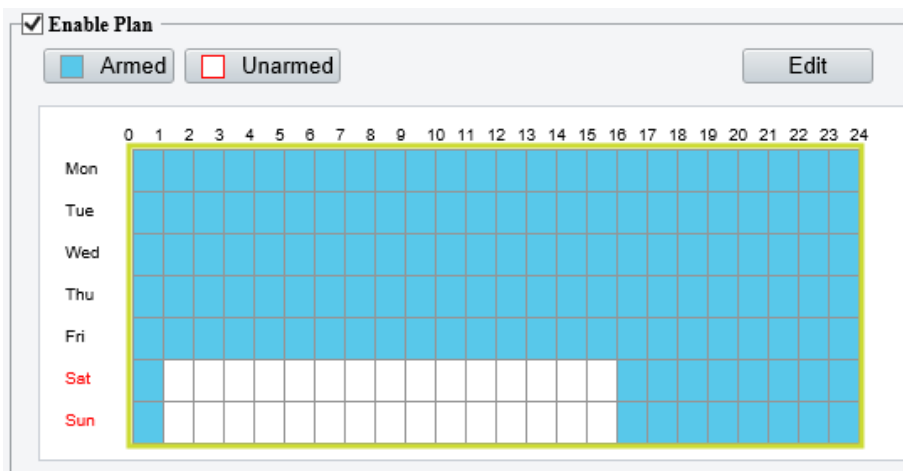 Enable Plan
Armed Unarmed Edit
0 1 2 3 4 5 6 7 8 9 10 11 12 13 14 15 16 17 18 19 20 21 22 23 24
Mon
Tue
Wed
Thu
Fri
Sat
Sun